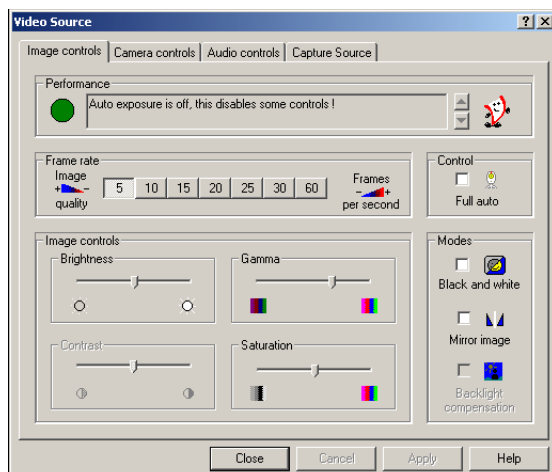 Video Source
Image controls Camera controls Audio controls Capture Source
Performance
Auto exposure is off, this disables some controls !
Frame rate
Image
quality
+ -
5 10 15 20 25 30 60
Frames
- +
per second
Control
Full auto
Image controls
Brightness
Gamma
Contrast
Saturation
Modes
Black and white
Mirror image
Backlight
compensation
Close Cancel Apply Help